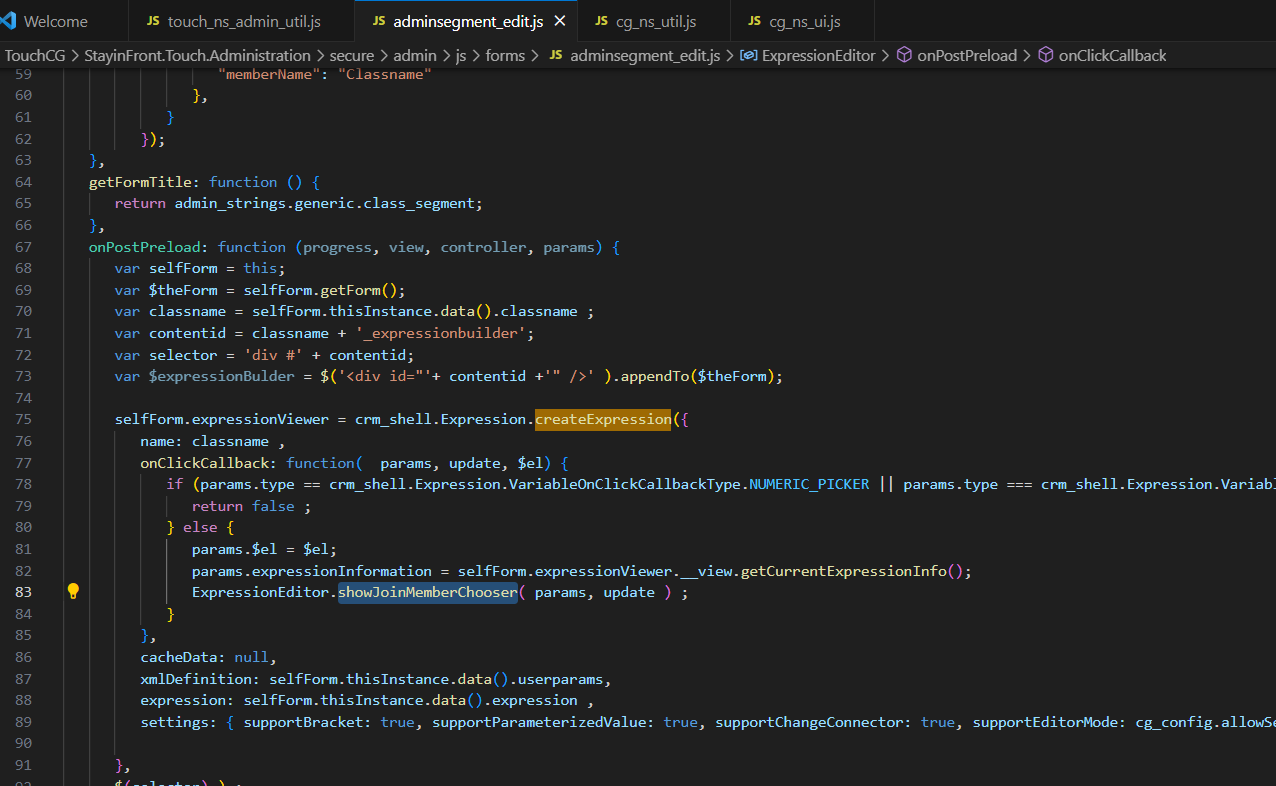 Welcome JS touch_ns_admin_util.js JS adminsegment_edit.js × JS cg_ns_util.js JS cg_ns_ui.js
TouchCG > StayinFront.Touch.Administration > secure > admin > js > forms > JS adminsegment_edit.js > ExpressionEditor > onPostPreload > onClickCallback
59 "memberName": "Classname"
60 },
61 }
62 });
63 },
64 getFormTitle: function () {
65 return admin_strings.generic.class_segment;
66 },
67 onPostPreload: function (progress, view, controller, params) {
68 var selfForm = this;
69 var $theForm = selfForm.getForm();
70 var classname = selfForm.thisInstance.data().classname ;
71 var contentid = classname + '_expressionbuilder';
72 var selector = 'div #' + contentid;
73 var $expressionBulder = $('<div id="'+ contentid +'" />' ).appendTo($theForm);
74
75 selfForm.expressionViewer = crm_shell.Expression.createExpression({
76 name: classname ,
77 onClickCallback: function( params, update, $el) {
78 if (params.type == crm_shell.Expression.VariableOnClickCallbackType.NUMERIC_PICKER || params.type === crm_shell.Expression.Variabl
79 return false ;
80 } else {
81 params.$el = $el;
82 params.expressionInformation = selfForm.expressionViewer.__view.getCurrentExpressionInfo();
83 ExpressionEditor.showJoinMemberChooser( params, update ) ;
84 }
85 },
86 cacheData: null,
87 xmlDefinition: selfForm.thisInstance.data().userparams,
88 expression: selfForm.thisInstance.data().expression ,
89 settings: { supportBracket: true, supportParameterizedValue: true, supportChangeConnector: true, supportEditorMode: cg_config.allowSe
90
91 },
92 $(selector) ) ;